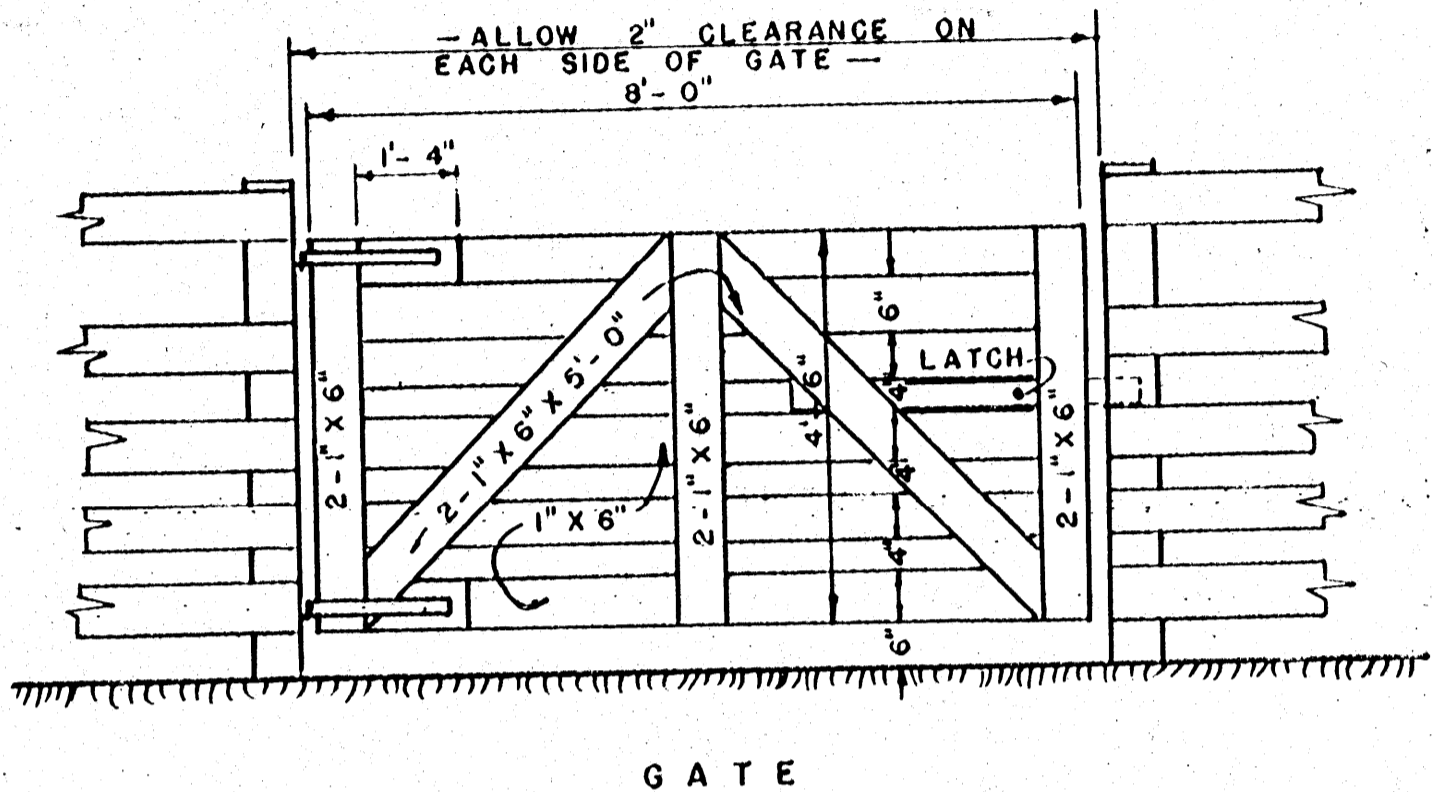 — ALLOW 2" CLEARANCE ON
EACH SIDE OF GATE —
8'- 0"
1'- 4"
6"
LATCH
4"
2 - 1" X 6"
2 - 1" X 6" X 5'- 0"
4' 6"
2 - 1" X 6"
2 - 1" X 6"
4"
1" X 6"
4"
6"
GATE